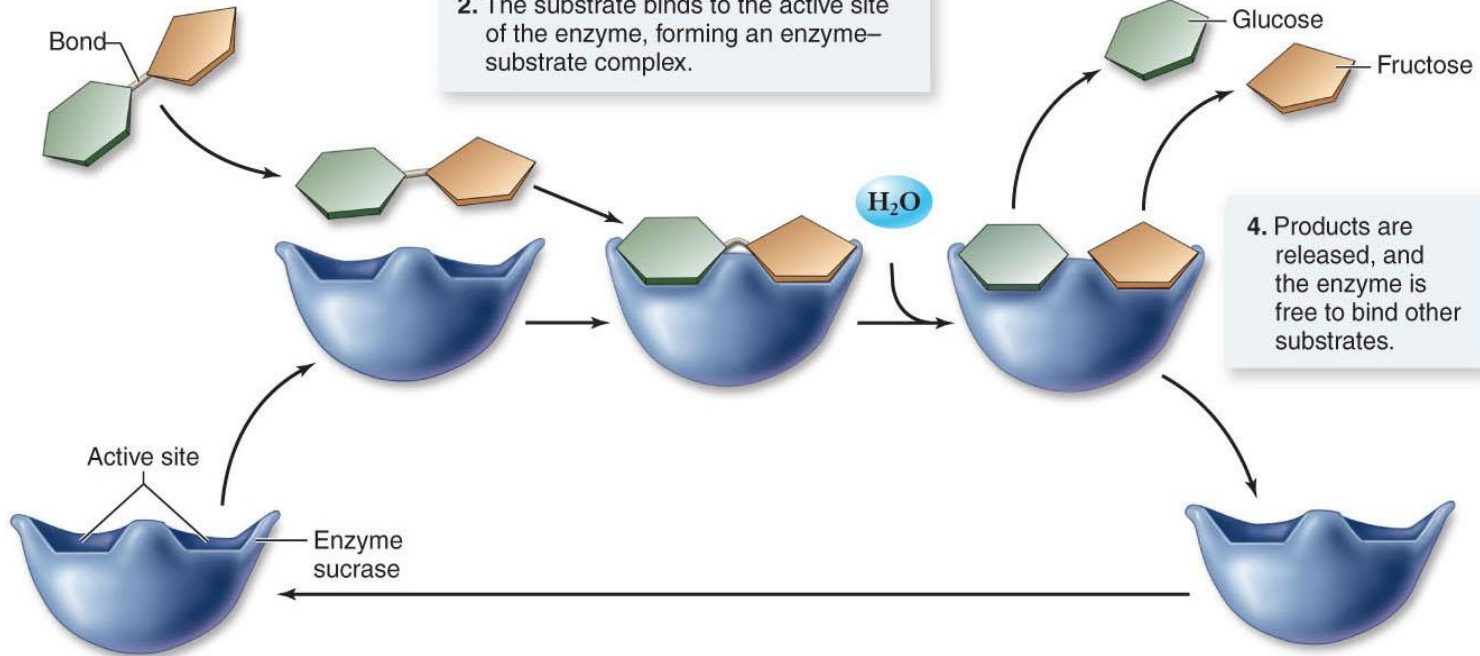 2. The substrate binds to the active site
of the enzyme, forming an enzyme–
substrate complex.
Bond
Glucose
Fructose
H₂O
4. Products are
released, and
the enzyme is
free to bind other
substrates.
Active site
Enzyme
sucrase